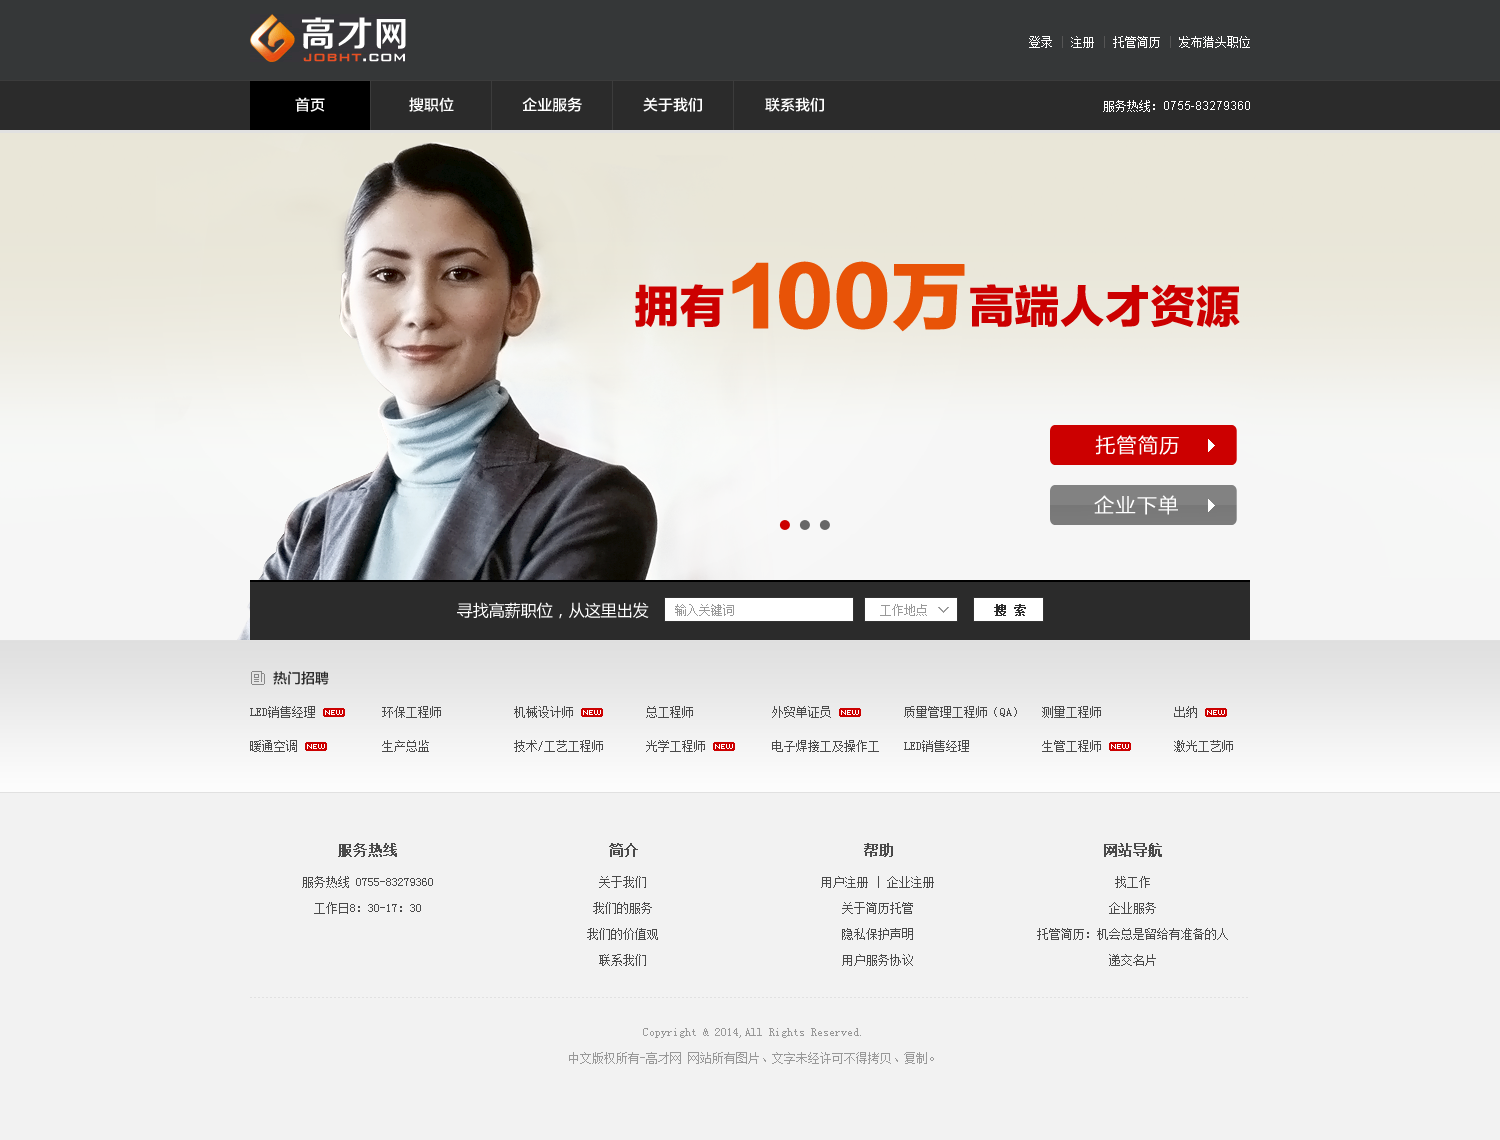 高才网
JOBHT.COM
登录 | 注册 | 托管简历 | 发布猎头职位
首页 搜职位 企业服务 关于我们 联系我们 服务热线：0755-83279360
拥有100万高端人才资源
托管简历
企业下单
寻找高薪职位，从这里出发 输入关键词 工作地点 搜 索
热门招聘
LED销售经理 NEW 环保工程师 机械设计师 NEW 总工程师 外贸单证员 NEW 质量管理工程师（QA） 测量工程师 出纳 NEW
暖通空调 NEW 生产总监 技术/工艺工程师 光学工程师 NEW 电子焊接工及操作工 LED销售经理 生管工程师 NEW 激光工艺师
服务热线 简介 帮助 网站导航
服务热线 0755-83279360 关于我们 用户注册 | 企业注册 找工作
工作日8：30-17：30 我们的服务 关于简历托管 企业服务
我们的价值观 隐私保护声明 托管简历：机会总是留给有准备的人
联系我们 用户服务协议 递交名片
Copyright & 2014,All Rights Reserved.
中文版权所有-高才网 网站所有图片、文字未经许可不得拷贝、复制。